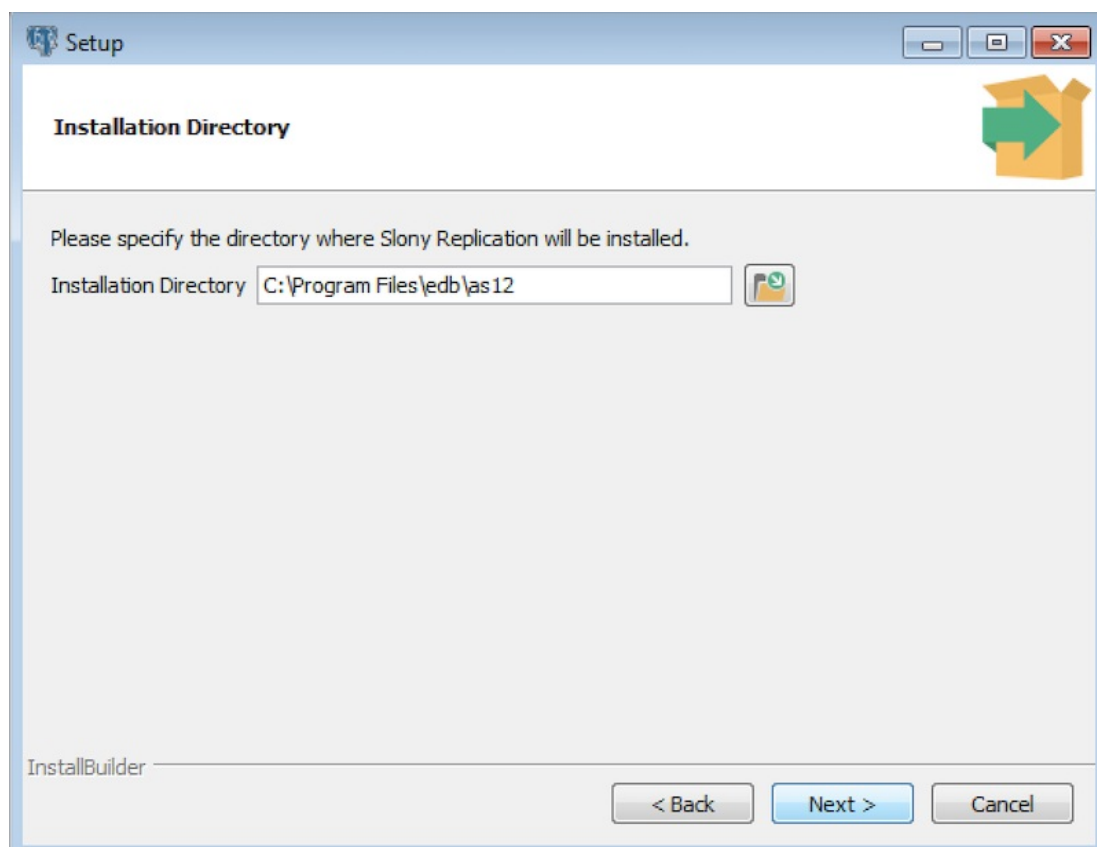 Setup
Installation Directory
Please specify the directory where Slony Replication will be installed.
Installation Directory C:\Program Files\edb\as12
InstallBuilder
< Back Next > Cancel